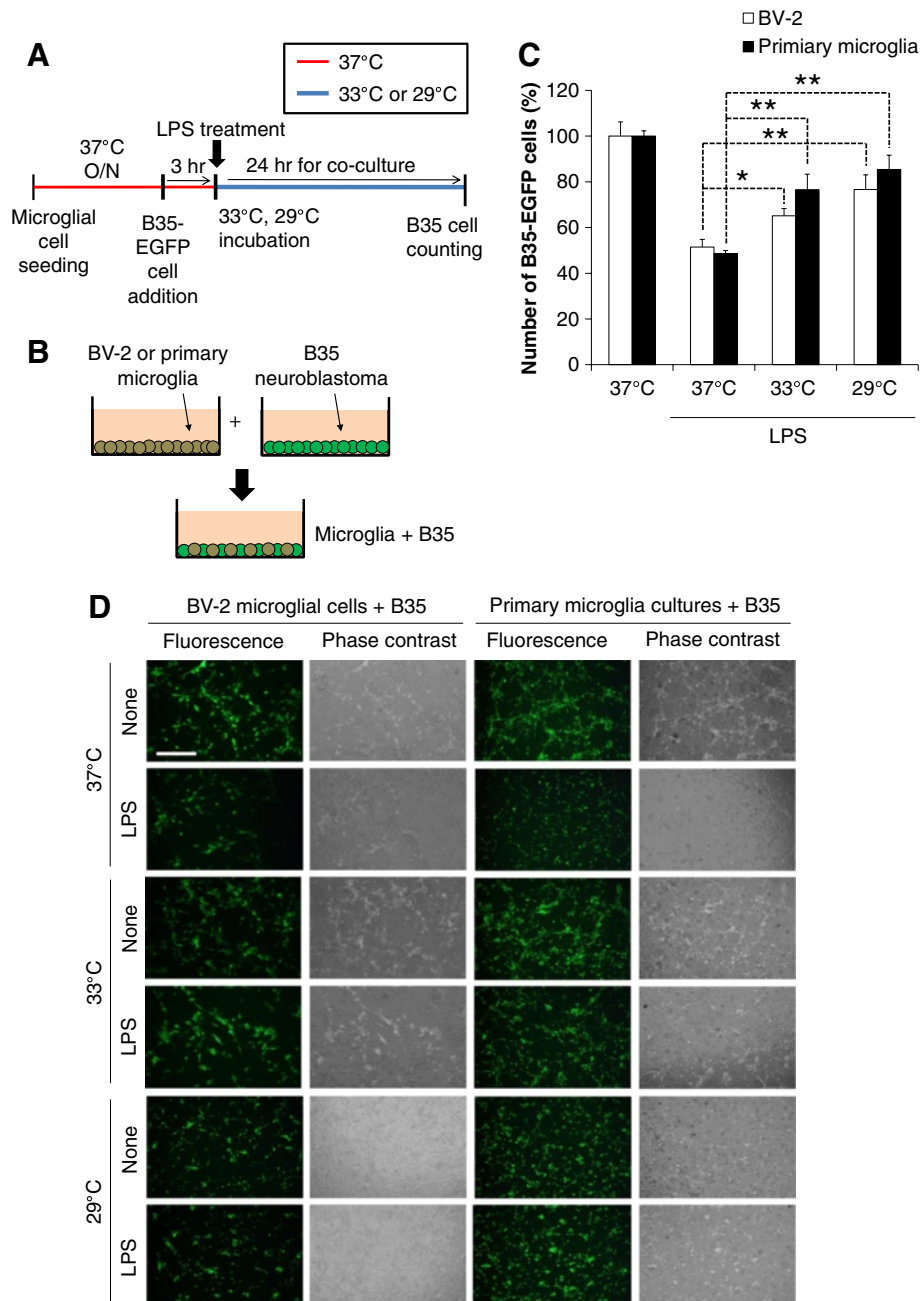 A
37°C
33°C or 29°C
LPS treatment
37°C
O/N
3 hr
24 hr for co-culture
Microglial
cell
seeding
B35-
EGFP
cell
addition
33°C, 29°C
incubation
B35 cell
counting
B
BV-2 or primary
microglia
B35
neuroblastoma
+
Microglia + B35
C
BV-2
Primiary microglia
Number of B35-EGFP cells (%)
120
100
80
60
40
20
0
**
**
**
*
37°C
37°C
33°C
29°C
LPS
D
BV-2 microglial cells + B35
Primary microglia cultures + B35
Fluorescence
Phase contrast
Fluorescence
Phase contrast
37°C
None
LPS
33°C
None
LPS
29°C
None
LPS